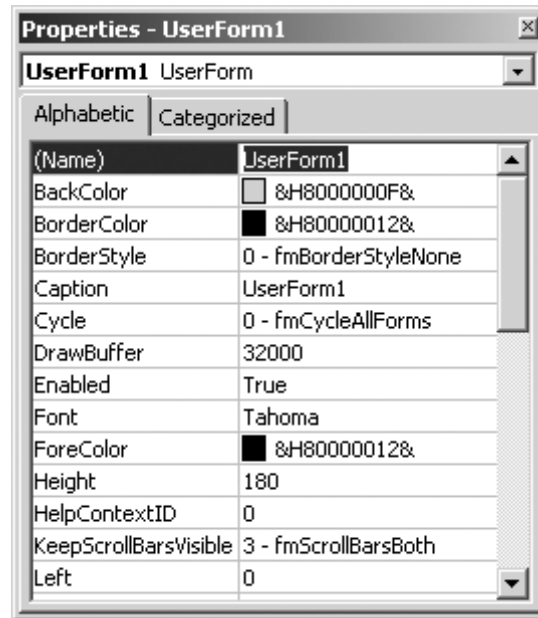 Properties - UserForm1
UserForm1 UserForm
Alphabetic Categorized
(Name) UserForm1
BackColor &H8000000F&
BorderColor &H80000012&
BorderStyle 0 - fmBorderStyleNone
Caption UserForm1
Cycle 0 - fmCycleAllForms
DrawBuffer 32000
Enabled True
Font Tahoma
ForeColor &H80000012&
Height 180
HelpContextID 0
KeepScrollBarsVisible 3 - fmScrollBarsBoth
Left 0